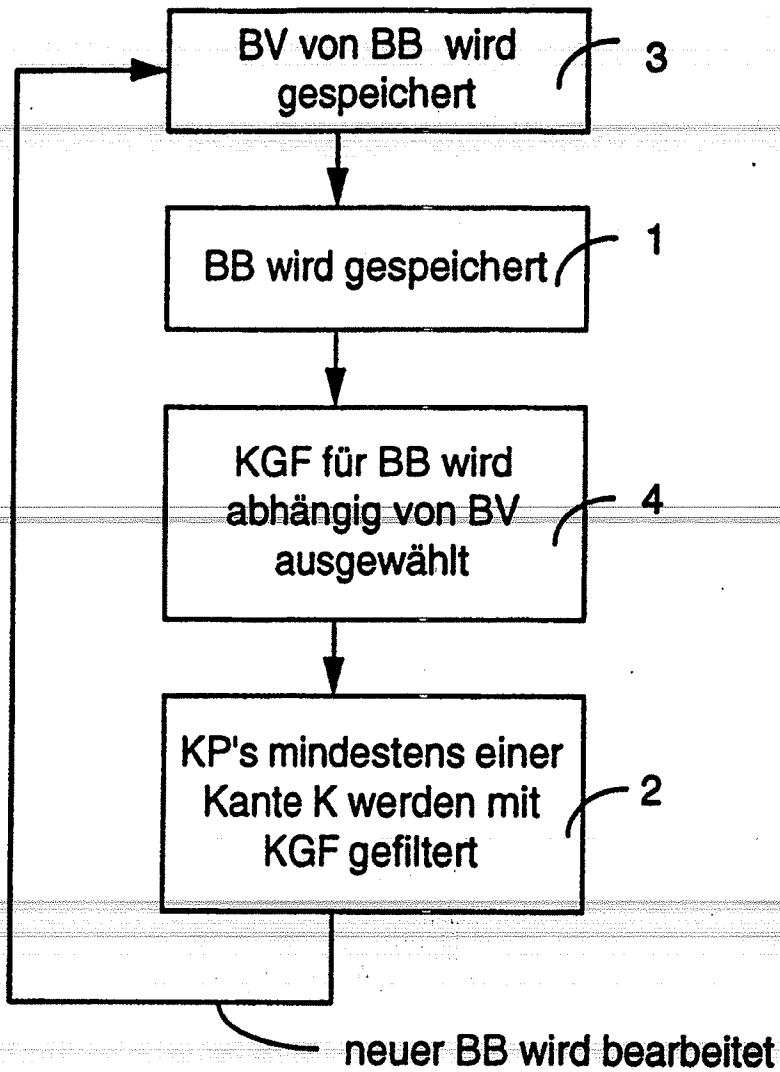 BV von BB wird
gespeichert
3
BB wird gespeichert
1
KGF für BB wird
abhängig von BV
ausgewählt
4
KP's mindestens einer
Kante K werden mit
KGF gefiltert
2
neuer BB wird bearbeitet